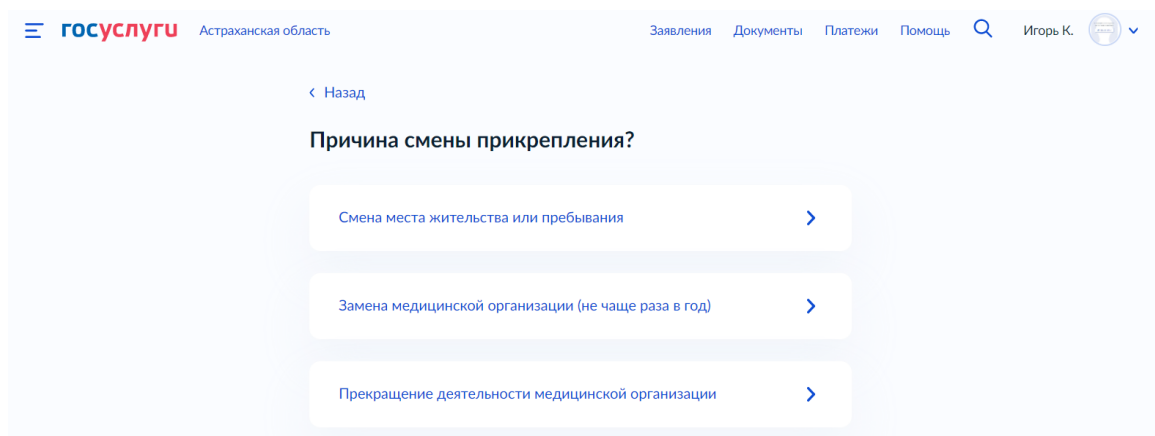 госуслуги Астраханская область Заявления Документы Платежи Помощь Игорь К.
Назад
Причина смены прикрепления?
Смена места жительства или пребывания
Замена медицинской организации (не чаще раза в год)
Прекращение деятельности медицинской организации